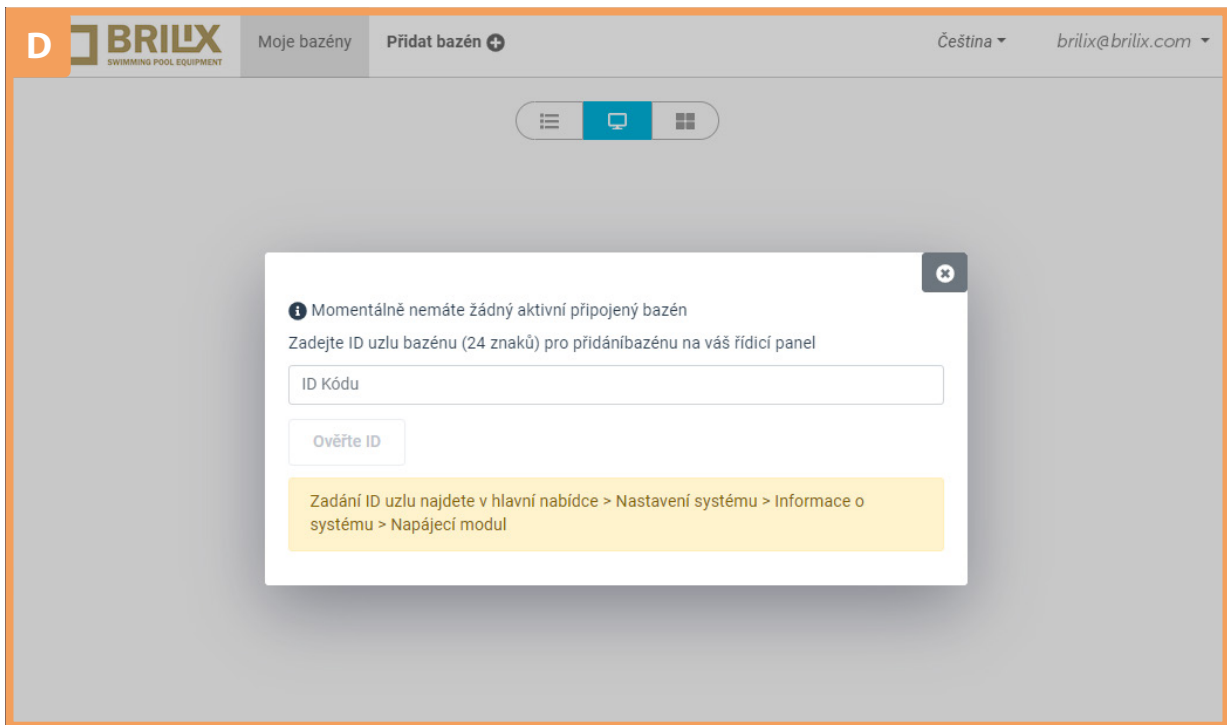 D
BRILIX
SWIMMING POOL EQUIPMENT
Moje bazény
Přidat bazén
Čeština
brilix@brilix.com
Momentálně nemáte žádný aktivní připojený bazén
Zadejte ID uzlu bazénu (24 znaků) pro přidáníbazénu na váš řídicí panel
ID Kódu
Ověřte ID
Zadání ID uzlu najdete v hlavní nabídce > Nastavení systému > Informace o
systému > Napájecí modul